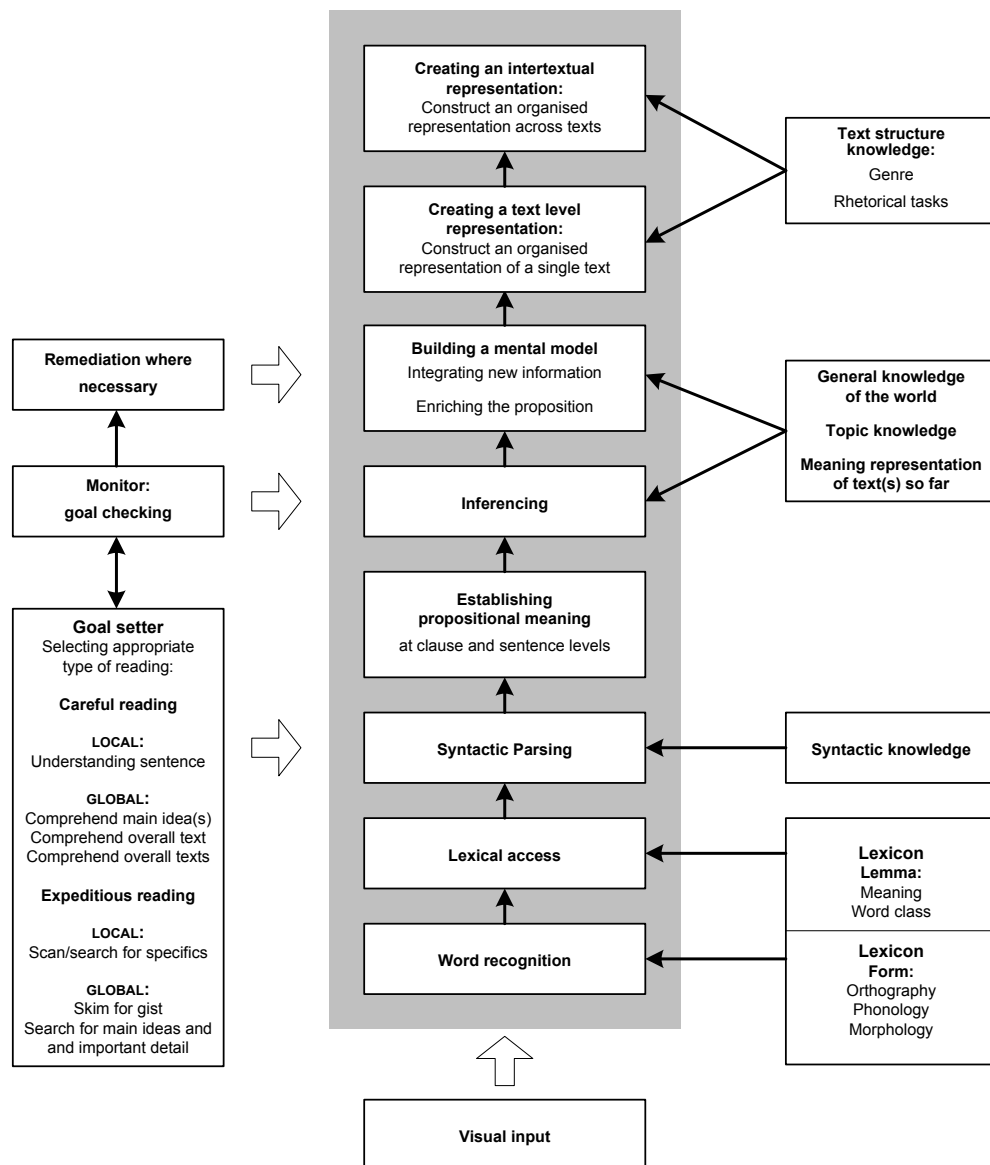 Creating an intertextual
representation:
Construct an organised
representation across texts
Text structure
knowledge:
Genre
Rhetorical tasks
Creating a text level
representation:
Construct an organised
representation of a single text
Remediation where
necessary
Building a mental model
Integrating new information
Enriching the proposition
General knowledge
of the world
Topic knowledge
Meaning representation
of text(s) so far
Monitor:
goal checking
Inferencing
Establishing
propositional meaning
at clause and sentence levels
Goal setter
Selecting appropriate
type of reading:
Careful reading
LOCAL:
Understanding sentence
GLOBAL:
Comprehend main idea(s)
Comprehend overall text
Comprehend overall texts
Expeditious reading
LOCAL:
Scan/search for specifics
GLOBAL:
Skim for gist
Search for main ideas and
and important detail
Syntactic Parsing
Syntactic knowledge
Lexical access
Lexicon
Lemma:
Meaning
Word class
Word recognition
Lexicon
Form:
Orthography
Phonology
Morphology
Visual input